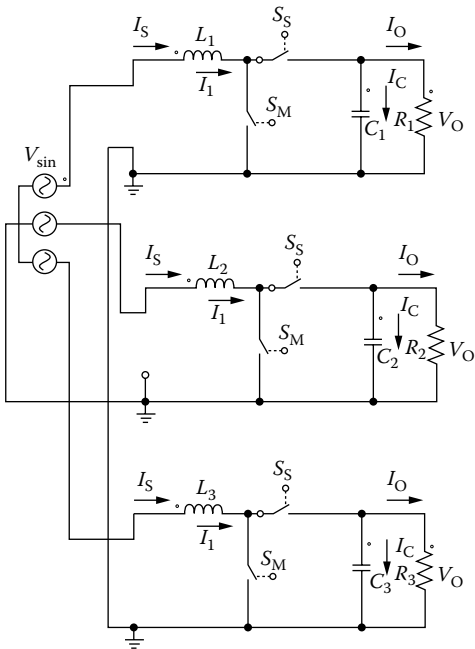 S_S
I_S L_1 I_O
I_1 I_C
S_M
C_1 R_1 V_O
V_sin
S_S
I_S L_2 I_O
I_1 I_C
S_M
C_2 R_2 V_O
S_S
I_S L_3 I_O
I_1 I_C
S_M
C_3 R_3 V_O